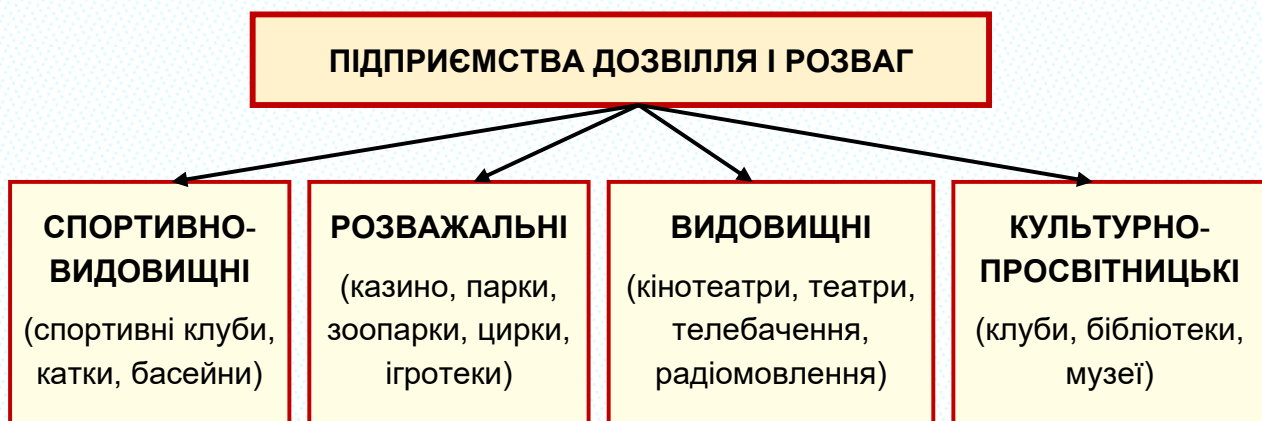 ПІДПРИЄМСТВА ДОЗВІЛЛЯ І РОЗВАГ
СПОРТИВНО-
ВИДОВИЩНІ
(спортивні клуби,
катки, басейни)
РОЗВАЖАЛЬНІ
(казино, парки,
зоопарки, цирки,
ігротеки)
ВИДОВИЩНІ
(кінотеатри, театри,
телебачення,
радіомовлення)
КУЛЬТУРНО-
ПРОСВІТНИЦЬКІ
(клуби, бібліотеки,
музеї)